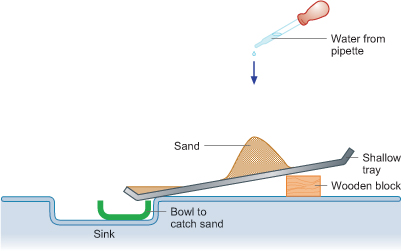 Water from
pipette
Sand
Shallow
tray
Wooden block
Bowl to
catch sand
Sink